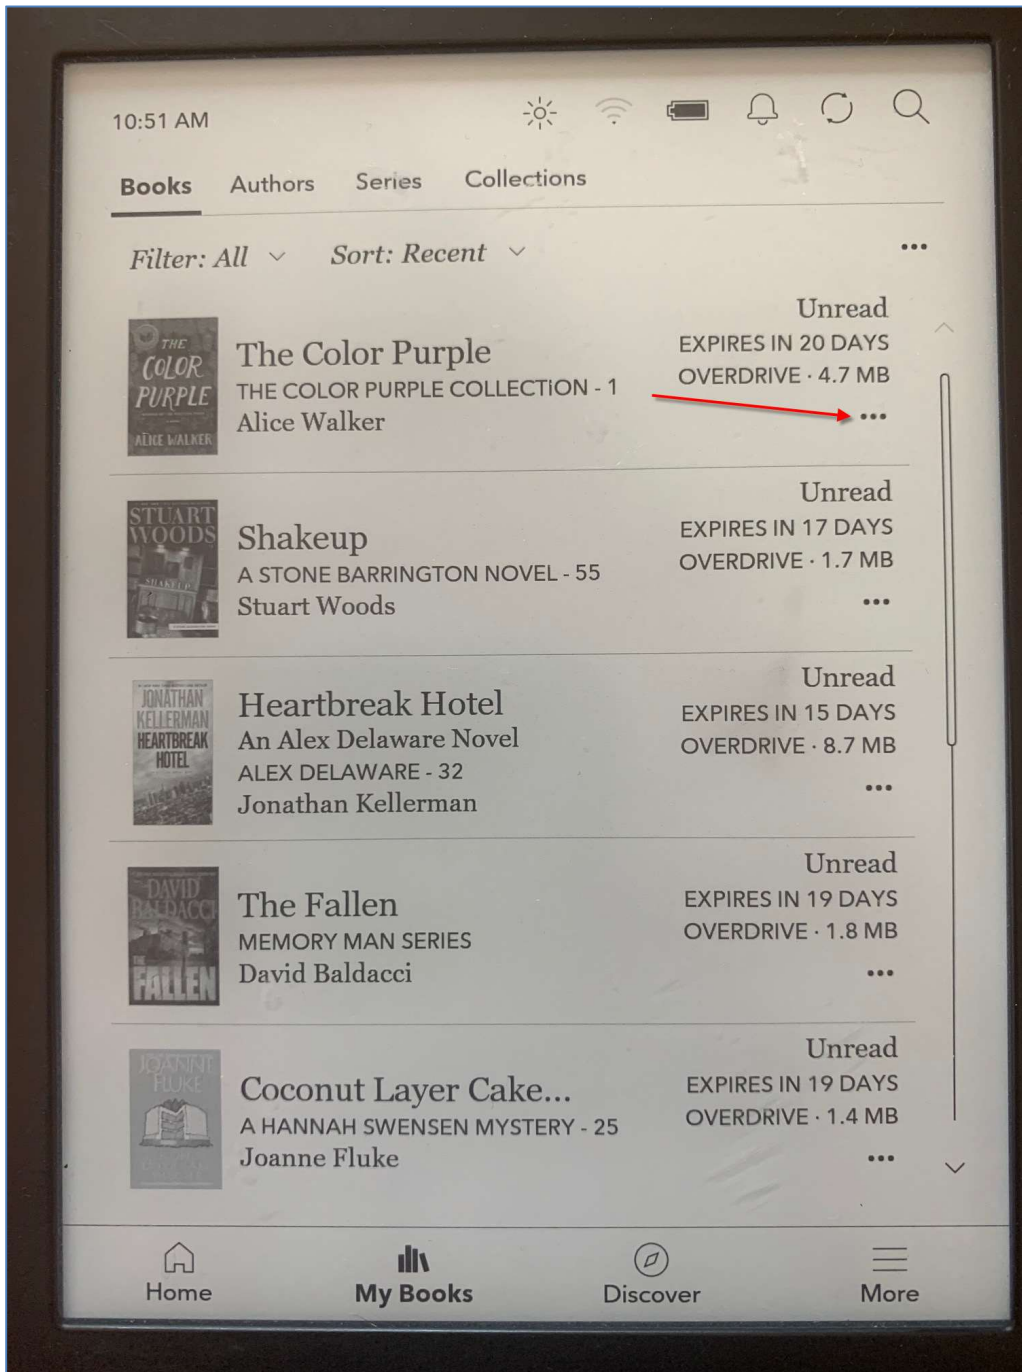 10:51 AM
Books Authors Series Collections
Filter: All Sort: Recent
THE
COLOR
PURPLE
ALICE WALKER
The Color Purple
THE COLOR PURPLE COLLECTION - 1
Alice Walker
Unread
EXPIRES IN 20 DAYS
OVERDRIVE · 4.7 MB
STUART
WOODS
SHAKEUP
Shakeup
A STONE BARRINGTON NOVEL - 55
Stuart Woods
Unread
EXPIRES IN 17 DAYS
OVERDRIVE · 1.7 MB
JONATHAN
KELLERMAN
HEARTBREAK
HOTEL
Heartbreak Hotel
An Alex Delaware Novel
ALEX DELAWARE - 32
Jonathan Kellerman
Unread
EXPIRES IN 15 DAYS
OVERDRIVE · 8.7 MB
DAVID
BALDACCI
THE
FALLEN
The Fallen
MEMORY MAN SERIES
David Baldacci
Unread
EXPIRES IN 19 DAYS
OVERDRIVE · 1.8 MB
JOANNE
FLUKE
Coconut Layer Cake...
A HANNAH SWENSEN MYSTERY - 25
Joanne Fluke
Unread
EXPIRES IN 19 DAYS
OVERDRIVE · 1.4 MB
Home My Books Discover More